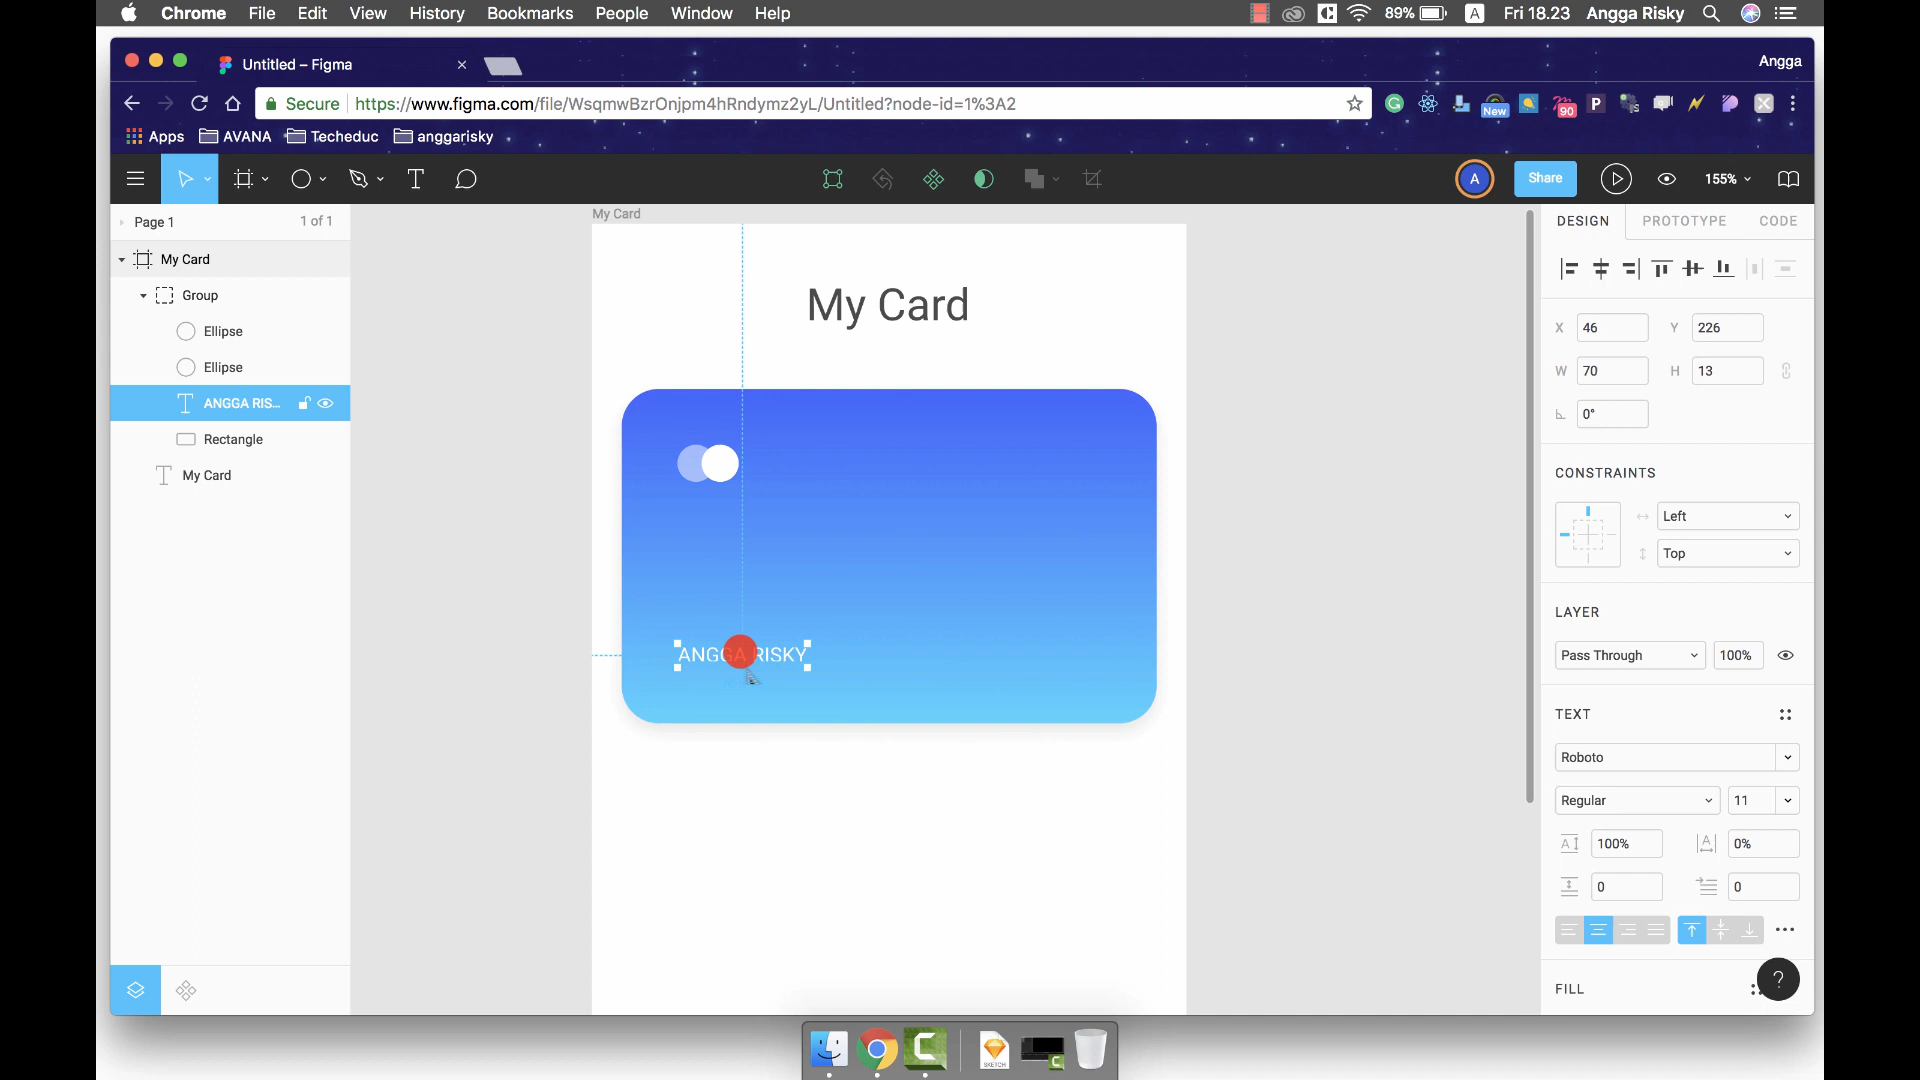 Chrome File Edit View History Bookmarks People Window Help
89% A Fri 18.23 Angga Risky
Untitled – Figma
Angga
Secure https://www.figma.com/file/WsqmwBzrOnjpm4hRndymz2yL/Untitled?node-id=1%3A2
New 90 P
Apps AVANA Techeduc anggarisky
A Share 155%
Page 1 1 of 1
My Card
Group
Ellipse
Ellipse
ANGGA RIS...
Rectangle
My Card
My Card
My Card
ANGGA RISKY
DESIGN PROTOTYPE CODE
X 46 Y 226
W 70 H 13
0°
CONSTRAINTS
Left
Top
LAYER
Pass Through 100%
TEXT
Roboto
Regular 11
100% 0%
0 0
FILL
?
SKETCH